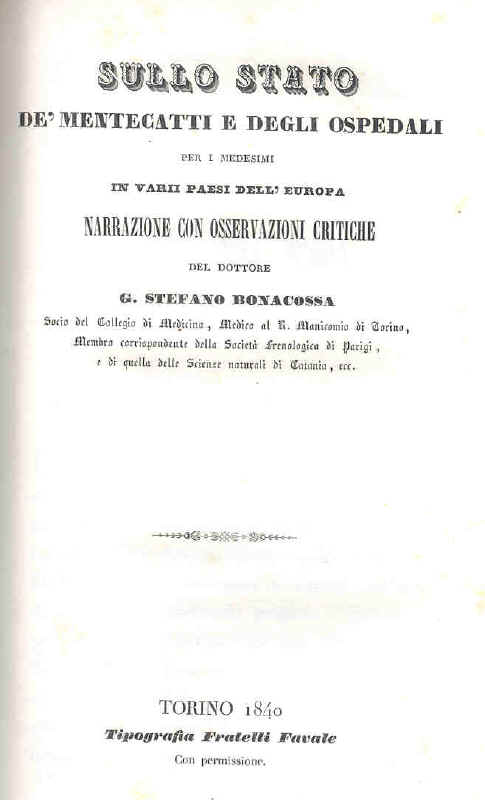 SULLO STATO
DE' MENTECATTI E DEGLI OSPEDALI
PER I MEDESIMI
IN VARII PAESI DELL' EUROPA
NARRAZIONE CON OSSERVAZIONI CRITICHE
DEL DOTTORE
G. STEFANO BONACOSSA
Socio del Collegio di Medicina, Medico al R. Manicomio di Torino,
Membro corrispondente della Società Frenologica di Parigi,
e di quella delle Scienze naturali di Catania, ecc.
TORINO 1840
Tipografia Fratelli Favale
Con permissione.